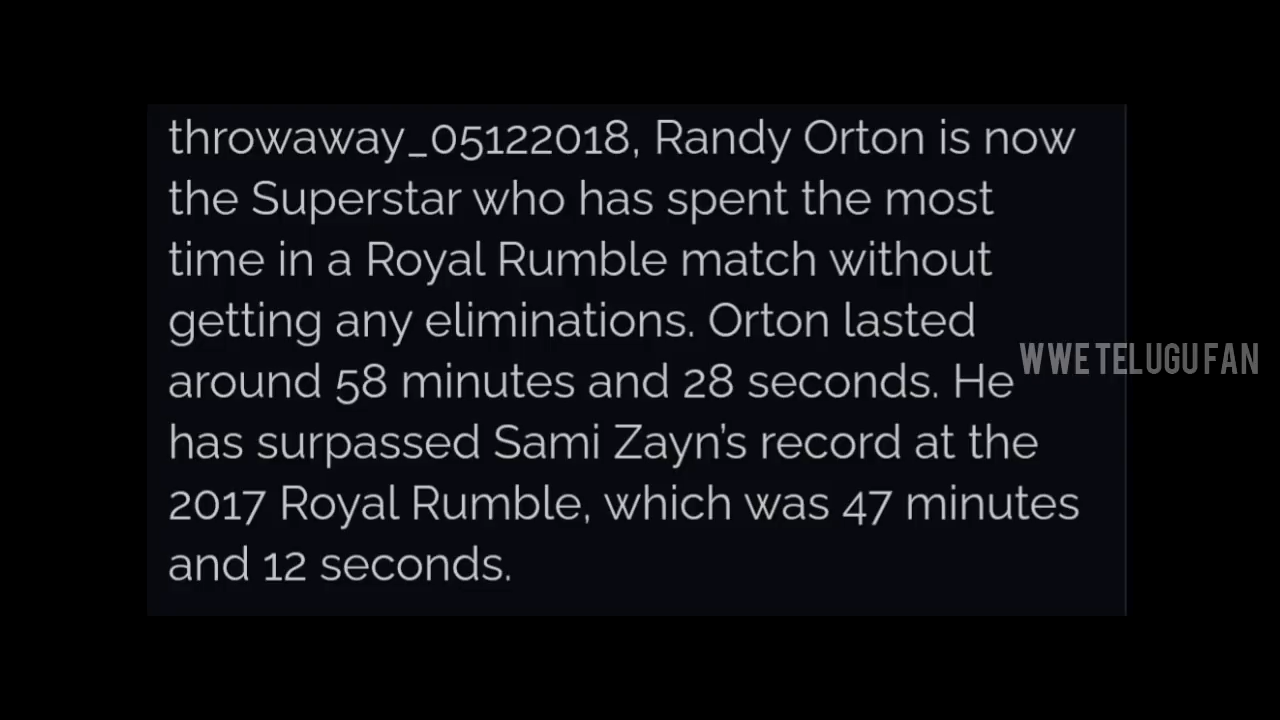 throwaway_05122018, Randy Orton is now
the Superstar who has spent the most
time in a Royal Rumble match without
getting any eliminations. Orton lasted
around 58 minutes and 28 seconds. He
has surpassed Sami Zayn's record at the
2017 Royal Rumble, which was 47 minutes
and 12 seconds.
WWE TELUGU FAN